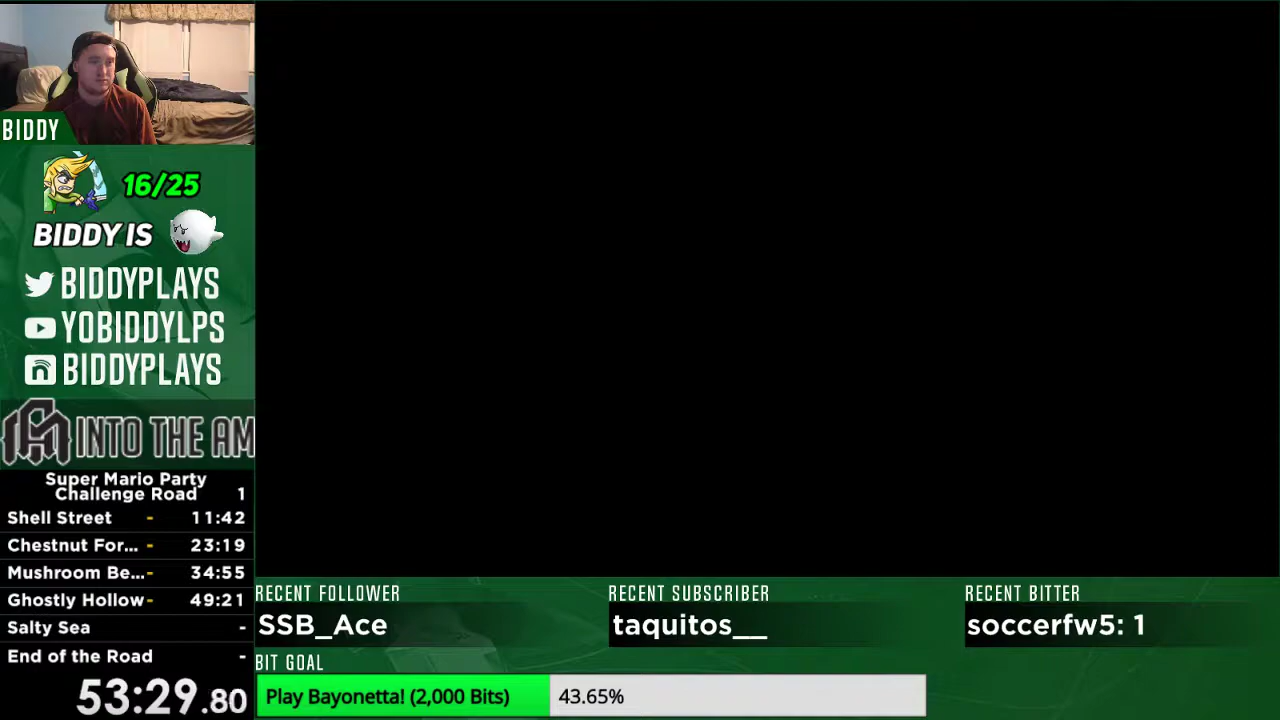 BIDDY
16/25
BIDDY IS
BIDDYPLAYS
YOBIDDYLPS
BIDDYPLAYS
INTO THE AM
Super Mario Party
Challenge Road 1
Shell Street - 11:42
Chestnut For... - 23:19
Mushroom Be... - 34:55
Ghostly Hollow - 49:21
Salty Sea -
End of the Road -
53:29.80
RECENT FOLLOWER
SSB_Ace
RECENT SUBSCRIBER
taquitos__
RECENT BITTER
soccerfw5: 1
BIT GOAL
Play Bayonetta! (2,000 Bits) 43.65%